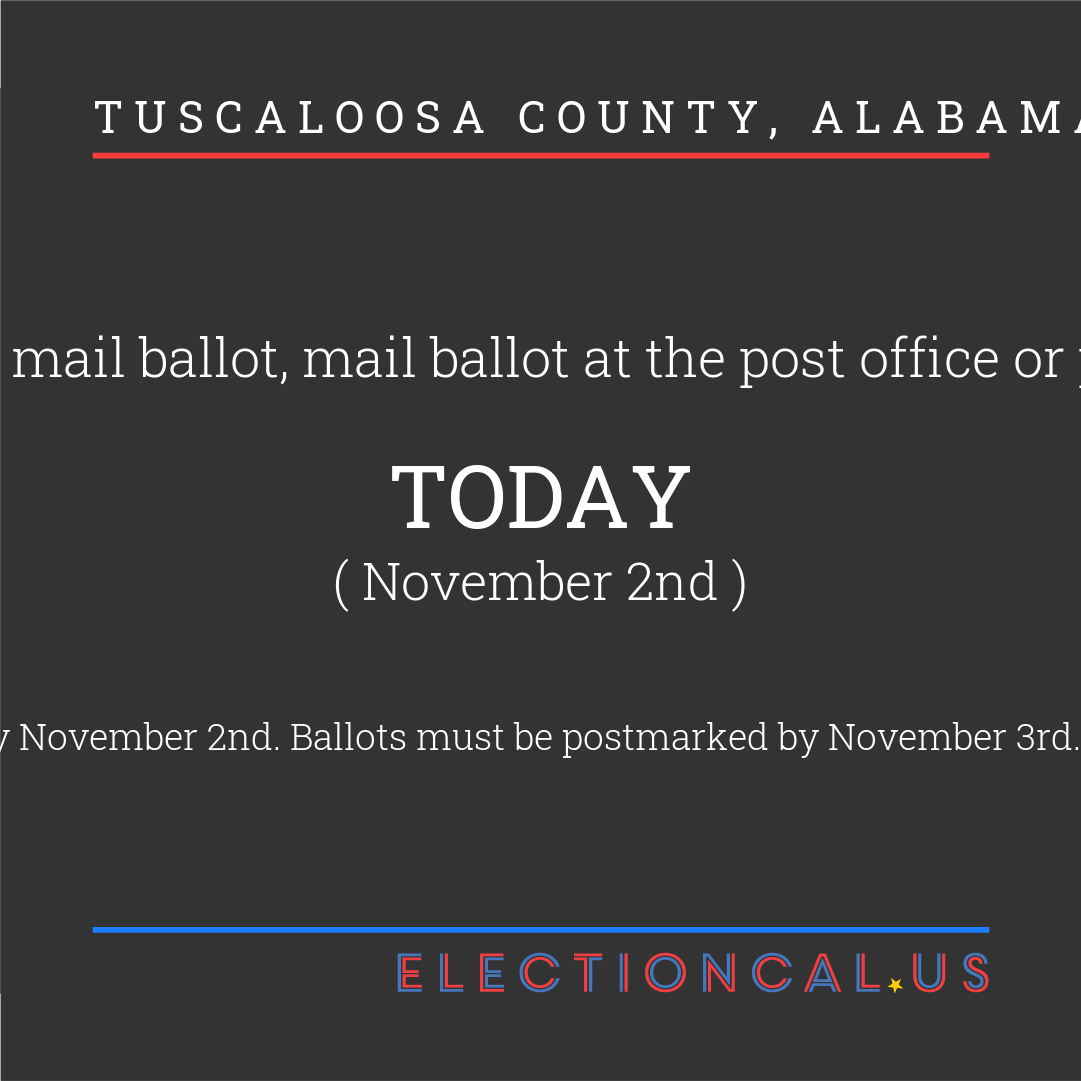 TUSCALOOSA COUNTY, ALABAMA
mail ballot, mail ballot at the post office or
TODAY
( November 2nd )
November 2nd. Ballots must be postmarked by November 3rd.
ELECTIONCAL.US